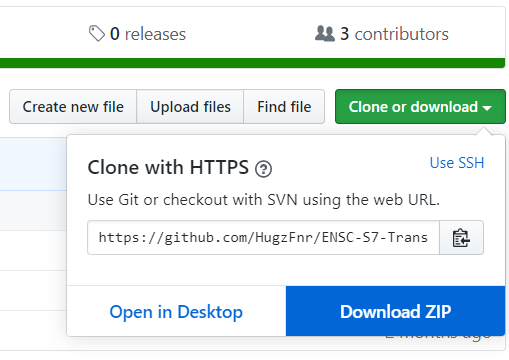 0 releases
3 contributors
Create new file
Upload files
Find file
Clone or download
Clone with HTTPS ?
Use SSH
Use Git or checkout with SVN using the web URL.
https://github.com/HugzFnr/ENSC-S7-Trans
Open in Desktop
Download ZIP
months ago